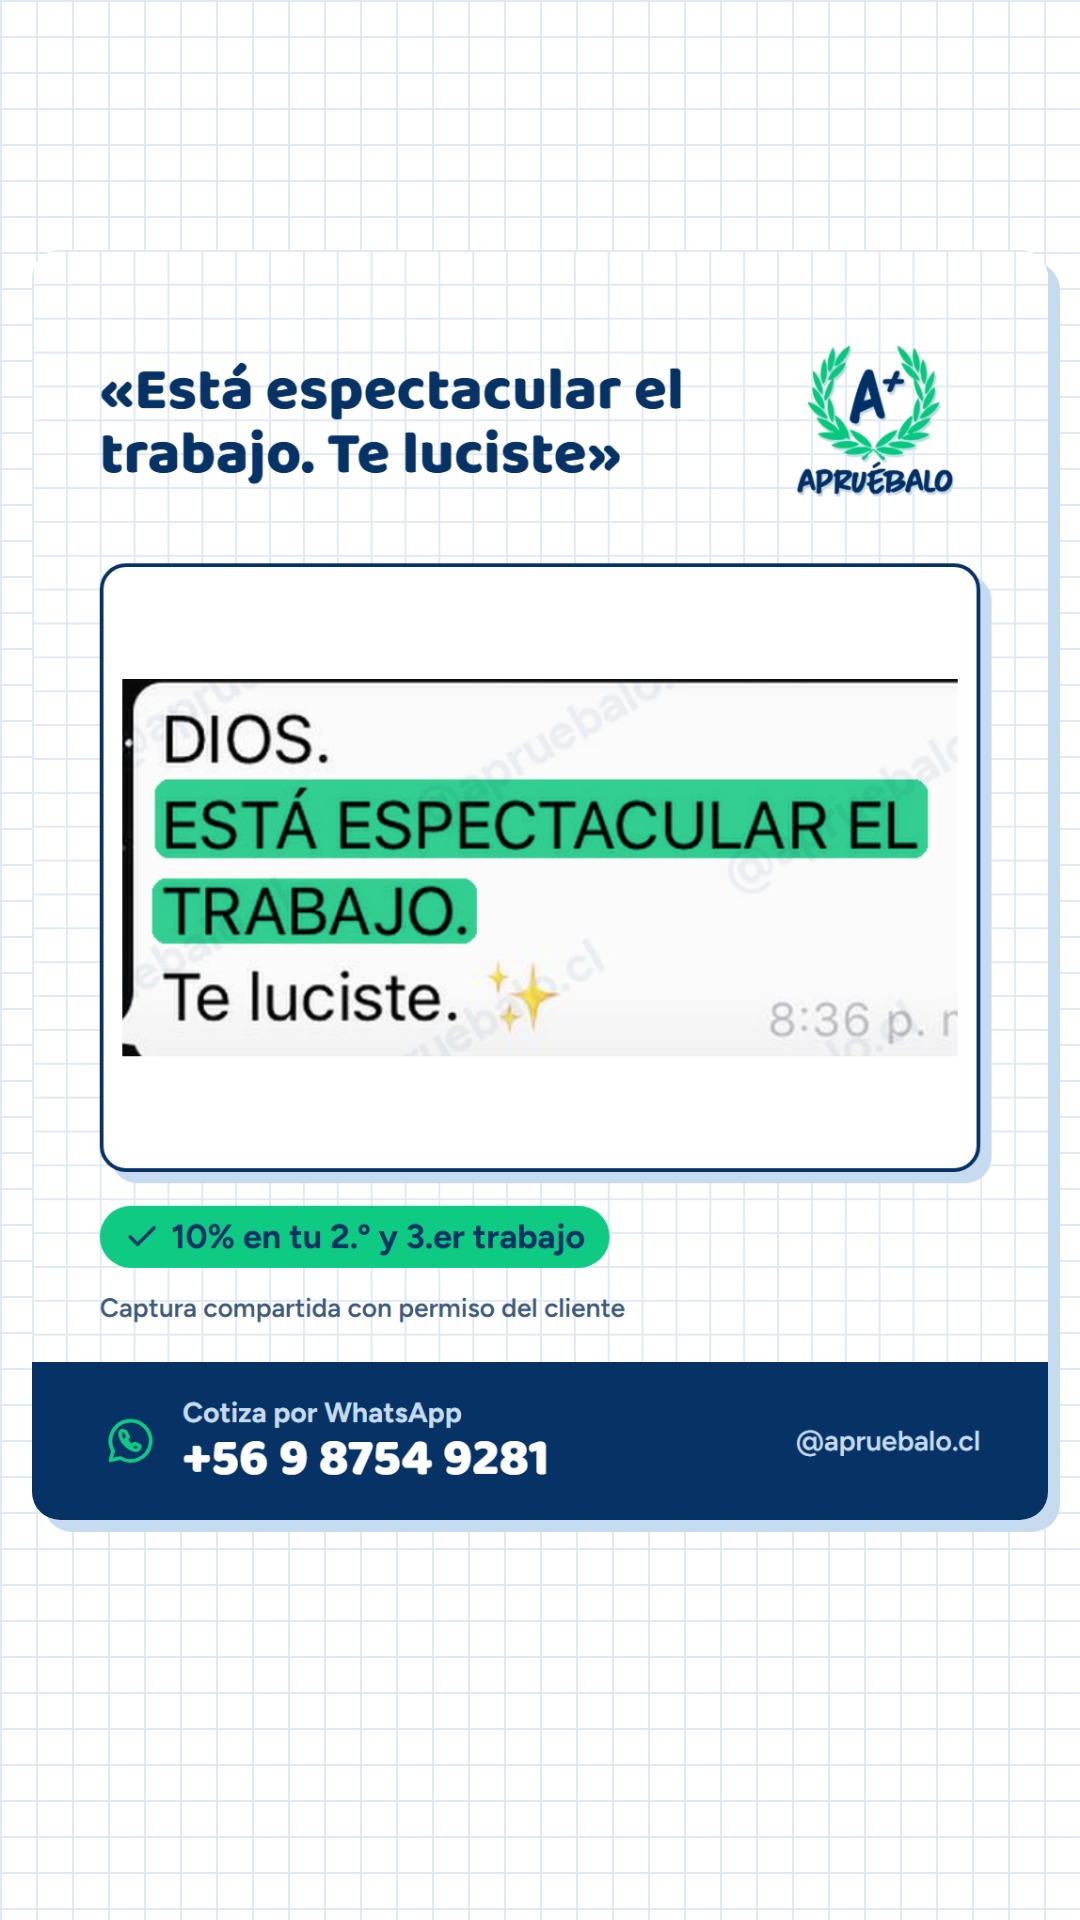 «Está espectacular el
trabajo. Te luciste»
A+
APRUÉBALO
DIOS.
ESTÁ ESPECTACULAR EL
TRABAJO.
Te luciste. ✨
8:36 p. 
@apruebalo.cl
✓ 10% en tu 2.º y 3.er trabajo
Captura compartida con permiso del cliente
Cotiza por WhatsApp
+56 9 8754 9281
@apruebalo.cl